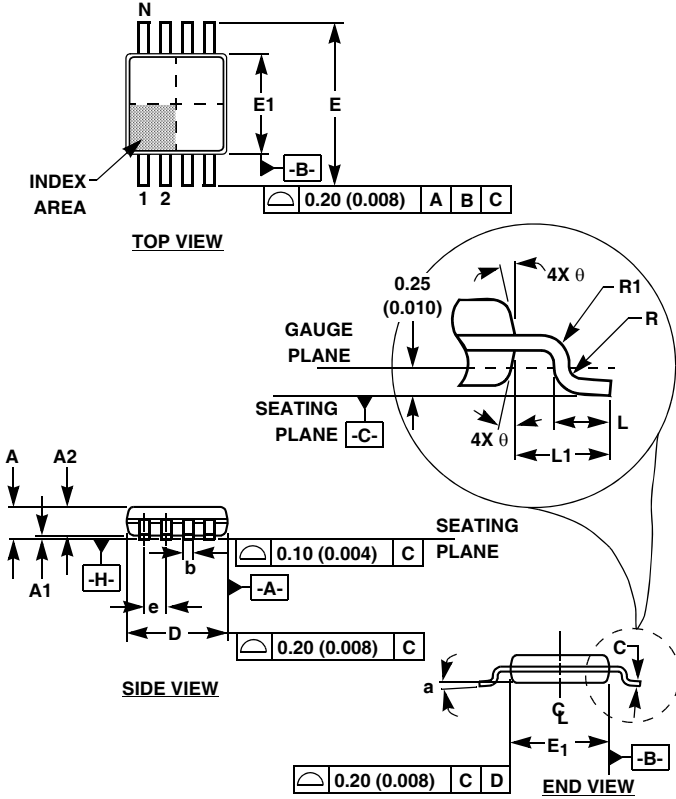 N
E1
E
-B-
INDEX
AREA
1 2
0.20 (0.008) A B C
TOP VIEW
0.25
(0.010)
4X θ
R1
R
GAUGE
PLANE
SEATING
PLANE -C-
4X θ
L
L1
A A2
SEATING
PLANE
A1
-H-
b
0.10 (0.004) C
-A-
e
D
0.20 (0.008) C
SIDE VIEW
C
a
CL
E1
-B-
0.20 (0.008) C D
END VIEW